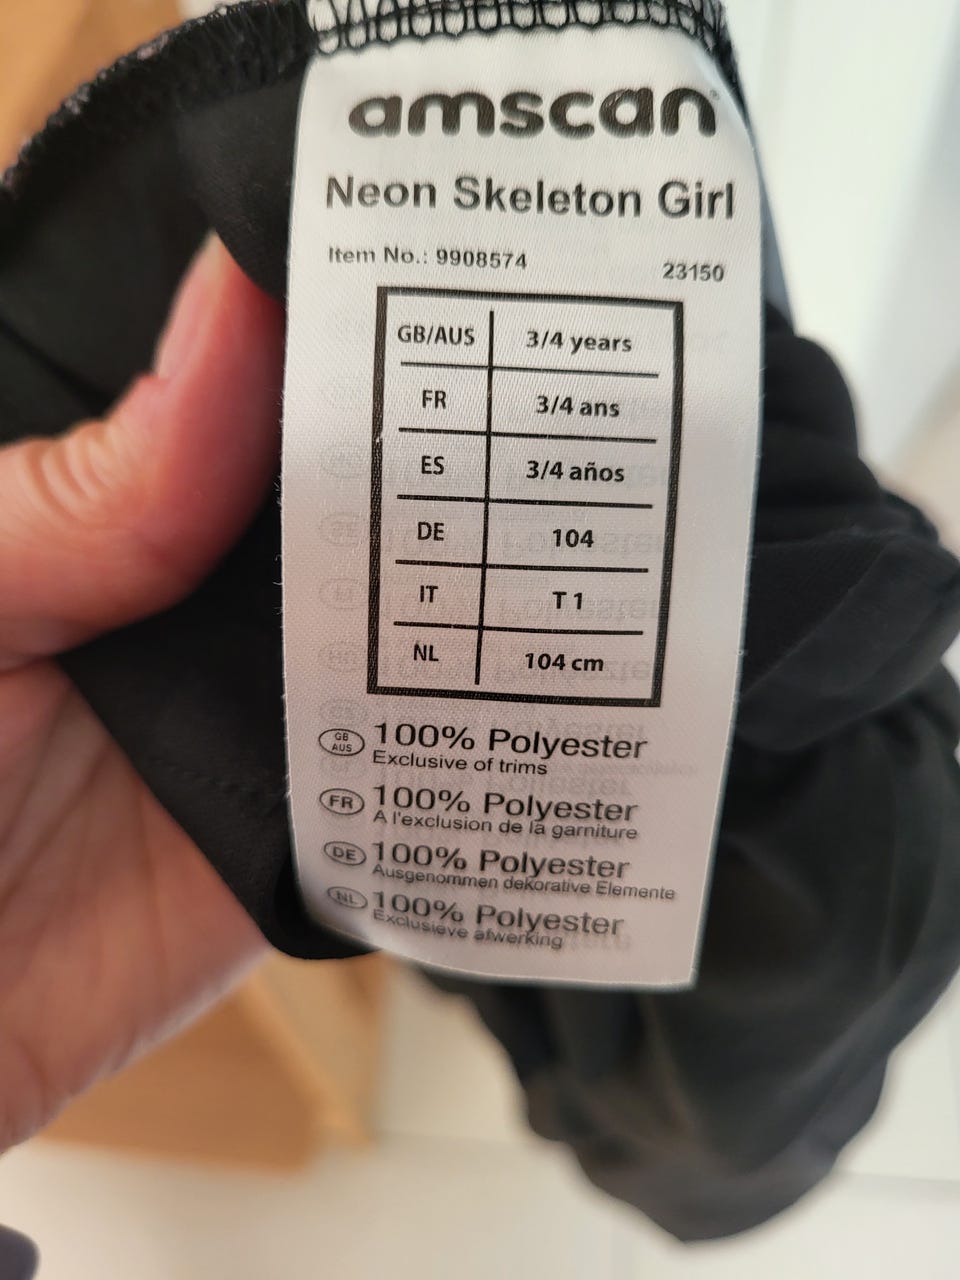 amscan
Neon Skeleton Girl
Item No.: 9908574 23150
GB/AUS 3/4 years
FR 3/4 ans
ES 3/4 años
DE 104
IT T 1
NL 104 cm
GB AUS 100% Polyester
Exclusive of trims
FR 100% Polyester
A l'exclusion de la garniture
DE 100% Polyester
Ausgenommen dekorative Elemente
NL 100% Polyester
Exclusieve afwerking